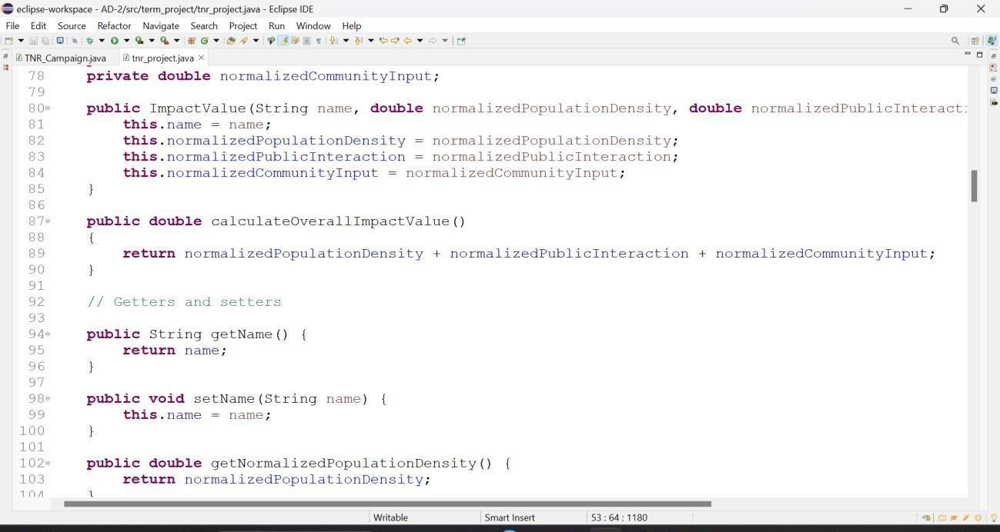 eclipse-workspace - AD-2/src/term_project/tnr_project.java - Eclipse IDE
File Edit Source Refactor Navigate Search Project Run Window Help
TNR_Campaign.java tnr_project.java
78 private double normalizedCommunityInput;
79
80 public ImpactValue(String name, double normalizedPopulationDensity, double normalizedPublicInteracti
81 this.name = name;
82 this.normalizedPopulationDensity = normalizedPopulationDensity;
83 this.normalizedPublicInteraction = normalizedPublicInteraction;
84 this.normalizedCommunityInput = normalizedCommunityInput;
85 }
86
87 public double calculateOverallImpactValue()
88 {
89 return normalizedPopulationDensity + normalizedPublicInteraction + normalizedCommunityInput;
90 }
91
92 // Getters and setters
93
94 public String getName() {
95 return name;
96 }
97
98 public void setName(String name) {
99 this.name = name;
100 }
101
102 public double getNormalizedPopulationDensity() {
103 return normalizedPopulationDensity;
104 }
Writable Smart Insert 53 : 64 : 1180